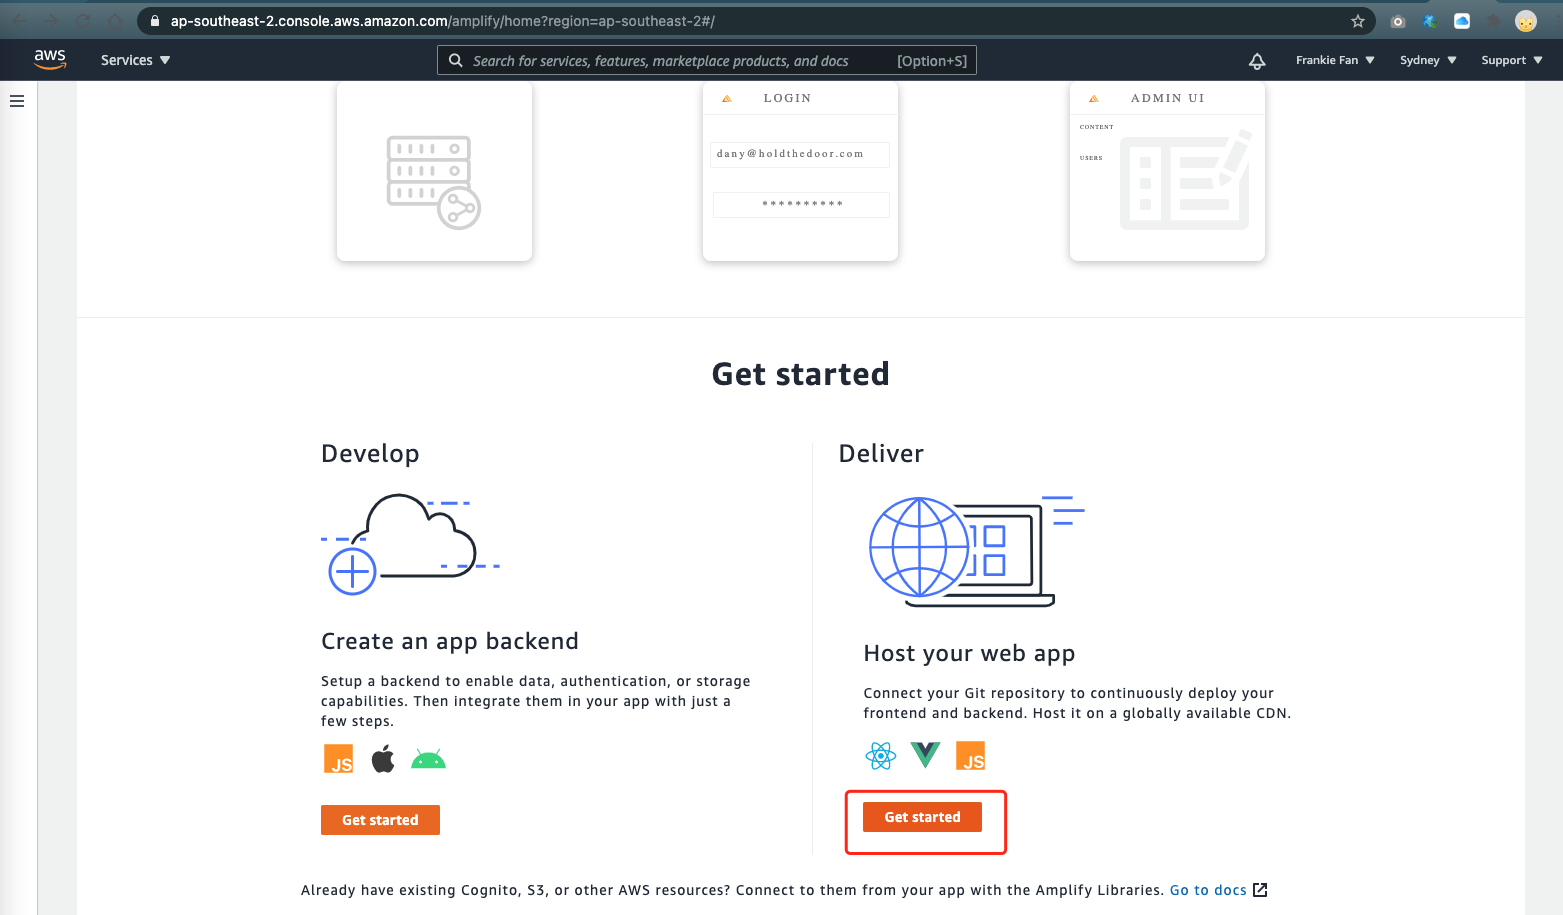 ap-southeast-2.console.aws.amazon.com/amplify/home?region=ap-southeast-2#/
aws
Services
Search for services, features, marketplace products, and docs
[Option+S]
Frankie Fan
Sydney
Support
LOGIN
dany@holdthedoor.com
**********
ADMIN UI
CONTENT
USERS
Get started
Develop
Create an app backend
Setup a backend to enable data, authentication, or storage
capabilities. Then integrate them in your app with just a
few steps.
JS
Get started
Deliver
Host your web app
Connect your Git repository to continuously deploy your
frontend and backend. Host it on a globally available CDN.
JS
Get started
Already have existing Cognito, S3, or other AWS resources? Connect to them from your app with the Amplify Libraries. Go to docs